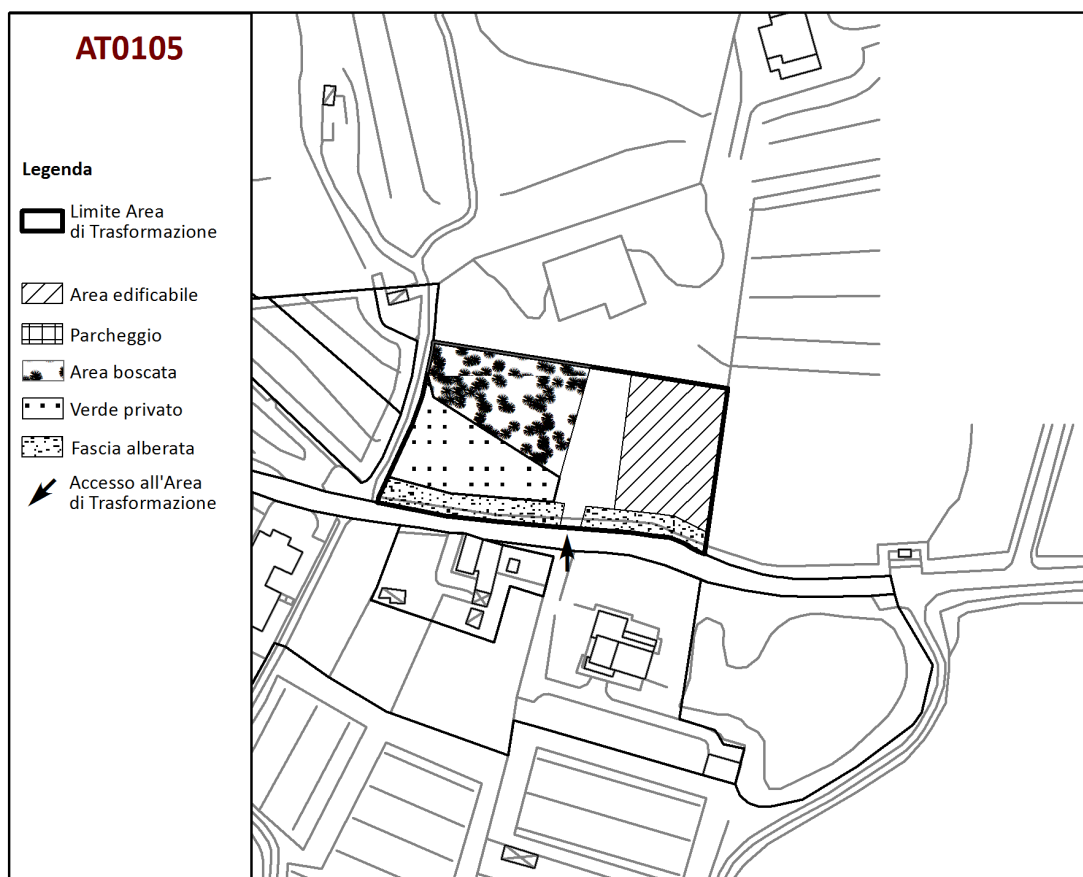 AT0105
Legenda
Limite Area
di Trasformazione
Area edificabile
Parcheggio
Area boscata
Verde privato
Fascia alberata
Accesso all'Area
di Trasformazione